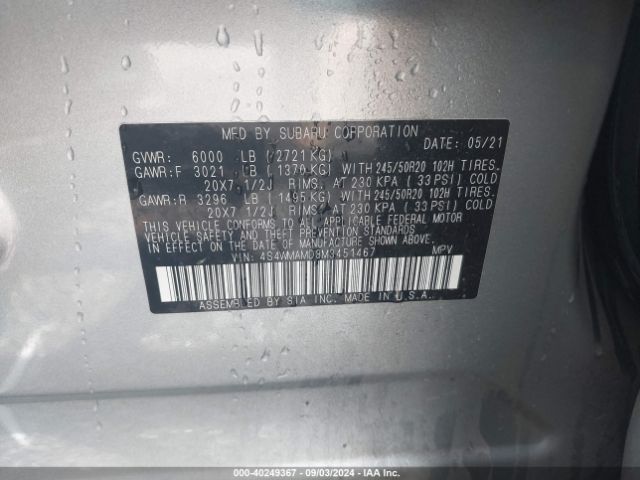 MFD BY SUBARU CORPORATION DATE: 05/21
GVWR: 6000 LB (2721 KG)
GAWR:F 3021 LB (1370 KG) WITH 245/50R20 102H TIRES.
20X7 1/2J RIMS, AT 230 KPA (33 PSI) COLD
GAWR:R 3296 LB (1495 KG) WITH 245/50R20 102H TIRES.
20X7 1/2J RIMS, AT 230 KPA (33 PSI) COLD
THIS VEHICLE CONFORMS TO ALL APPLICABLE FEDERAL MOTOR
VEHICLE SAFETY AND THEFT PREVENTION STANDARDS
IN EFFECT ON THE DATE OF MANUFACTURE SHOWN ABOVE.
VIN: 4S4WMAMD8M3451467 MPV
ASSEMBLED BY SIA INC. MADE IN U.S.A.
000-40249367 - 09/03/2024 - IAA Inc.